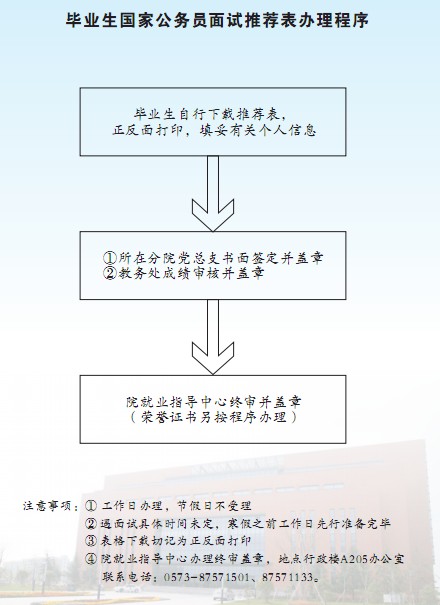 毕业生国家公务员面试推荐表办理程序
毕业生自行下载推荐表，
正反面打印，填妥有关个人信息
①所在分院党总支书面签定并盖章
②教务处成绩审核并盖章
院就业指导中心终审并盖章
（荣誉证书另按程序办理）
注意事项：① 工作日办理，节假日不受理
② 遇面试具体时间未定，寒假之前工作日先行准备完毕
③ 表格下载切记为正反面打印
④ 院就业指导中心办理终审盖章，地点行政楼A205办公室
联系电话：0573-87571501、87571133。